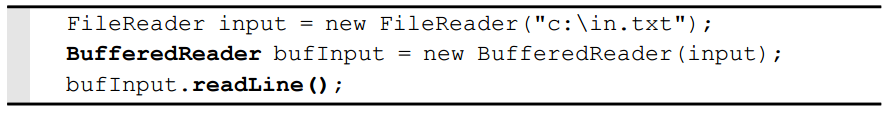 FileReader input = new FileReader("c:\in.txt");
BufferedReader bufInput = new BufferedReader(input);
bufInput.readLine();